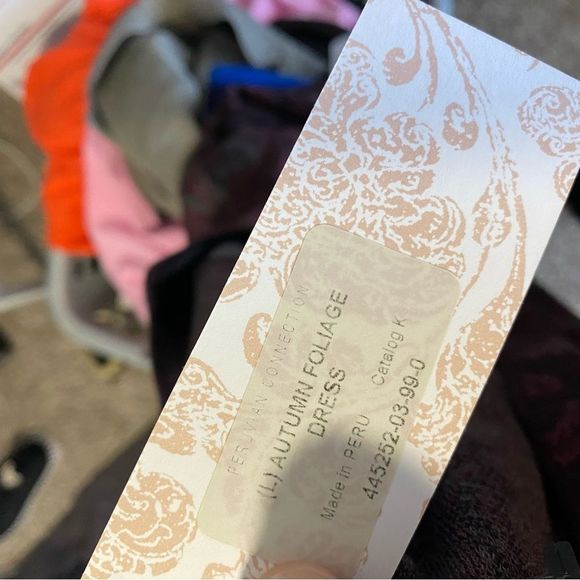 PERUVIAN CONNECTION
(L) AUTUMN FOLIAGE
DRESS
Made in PERU Catalog K
445252-03-99-0